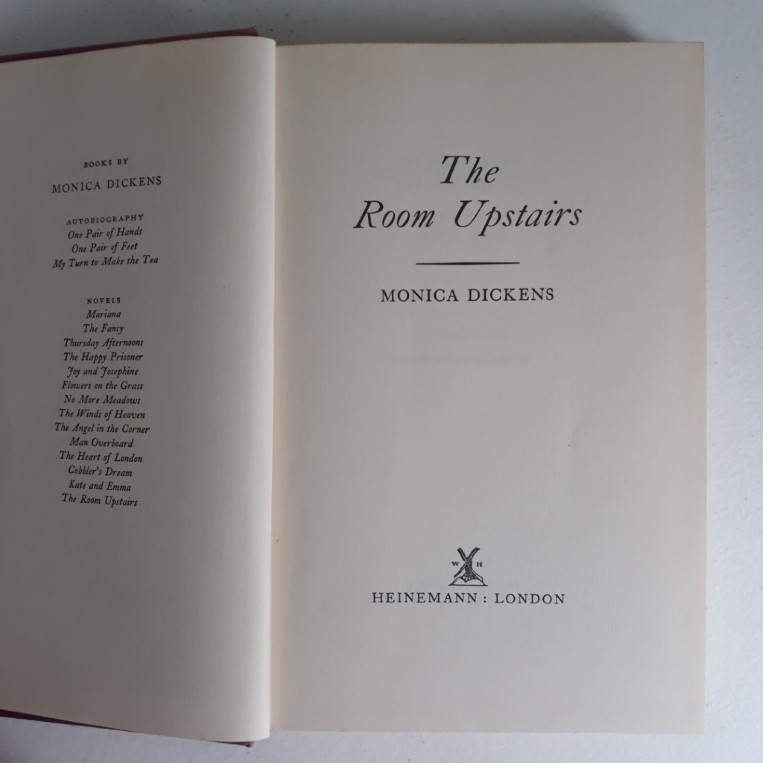 BOOKS BY
MONICA DICKENS
AUTOBIOGRAPHY
One Pair of Hands
One Pair of Feet
My Turn to Make the Tea
NOVELS
Mariana
The Fancy
Thursday Afternoons
The Happy Prisoner
Joy and Josephine
Flowers on the Grass
No More Meadows
The Winds of Heaven
The Angel in the Corner
Man Overboard
The Heart of London
Cobbler's Dream
Kate and Emma
The Room Upstairs
The
Room Upstairs
MONICA DICKENS
W H
HEINEMANN : LONDON